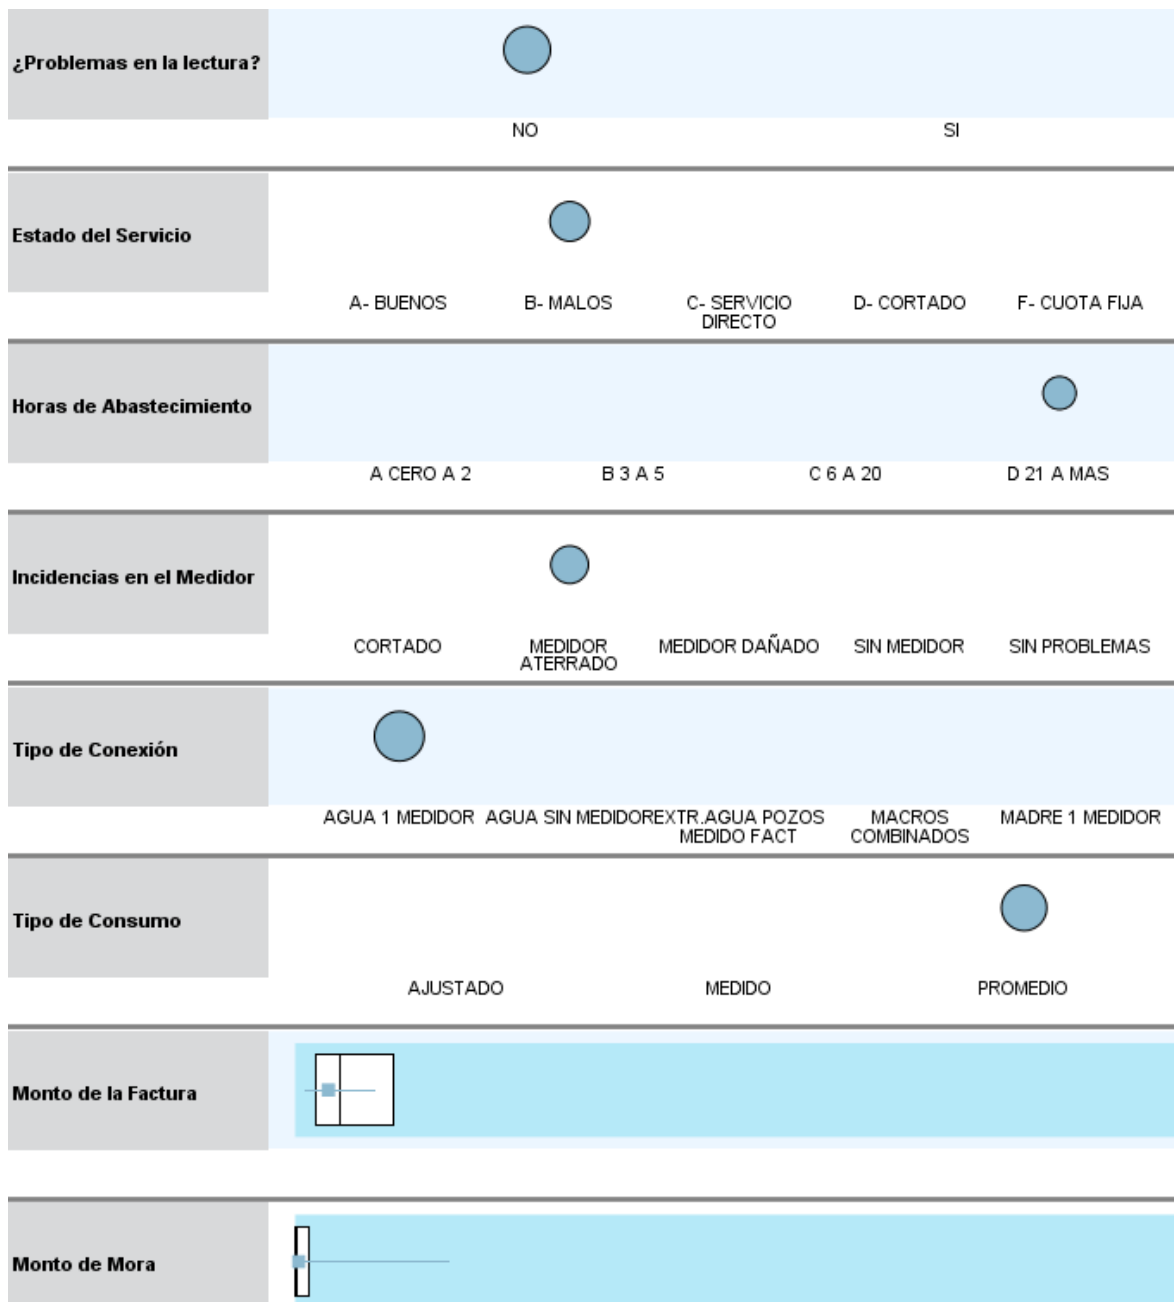 ¿Problemas en la lectura?
NO SI
Estado del Servicio
A- BUENOS B- MALOS C- SERVICIO DIRECTO D- CORTADO F- CUOTA FIJA
Horas de Abastecimiento
A CERO A 2 B 3 A 5 C 6 A 20 D 21 A MAS
Incidencias en el Medidor
CORTADO MEDIDOR ATERRADO MEDIDOR DAÑADO SIN MEDIDOR SIN PROBLEMAS
Tipo de Conexión
AGUA 1 MEDIDOR AGUA SIN MEDIDOR EXTR.AGUA POZOS MEDIDO FACT MACROS COMBINADOS MADRE 1 MEDIDOR
Tipo de Consumo
AJUSTADO MEDIDO PROMEDIO
Monto de la Factura
Monto de Mora